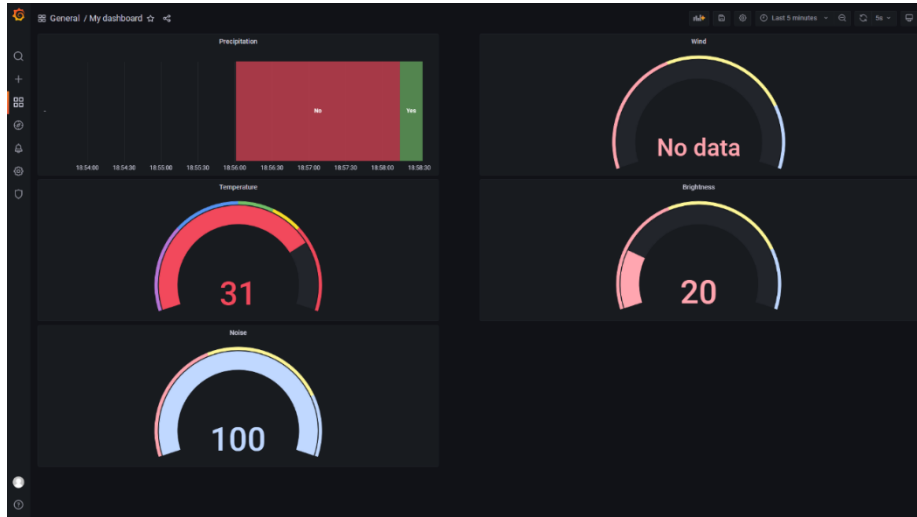 General / My dashboard
Last 5 minutes
5s
Precipitation
No
Yes
-
18:54:00 18:54:30 18:55:00 18:55:30 18:56:00 18:56:30 18:57:00 18:57:30 18:58:00 18:58:30
Wind
No data
Temperature
31
Brightness
20
Noise
100